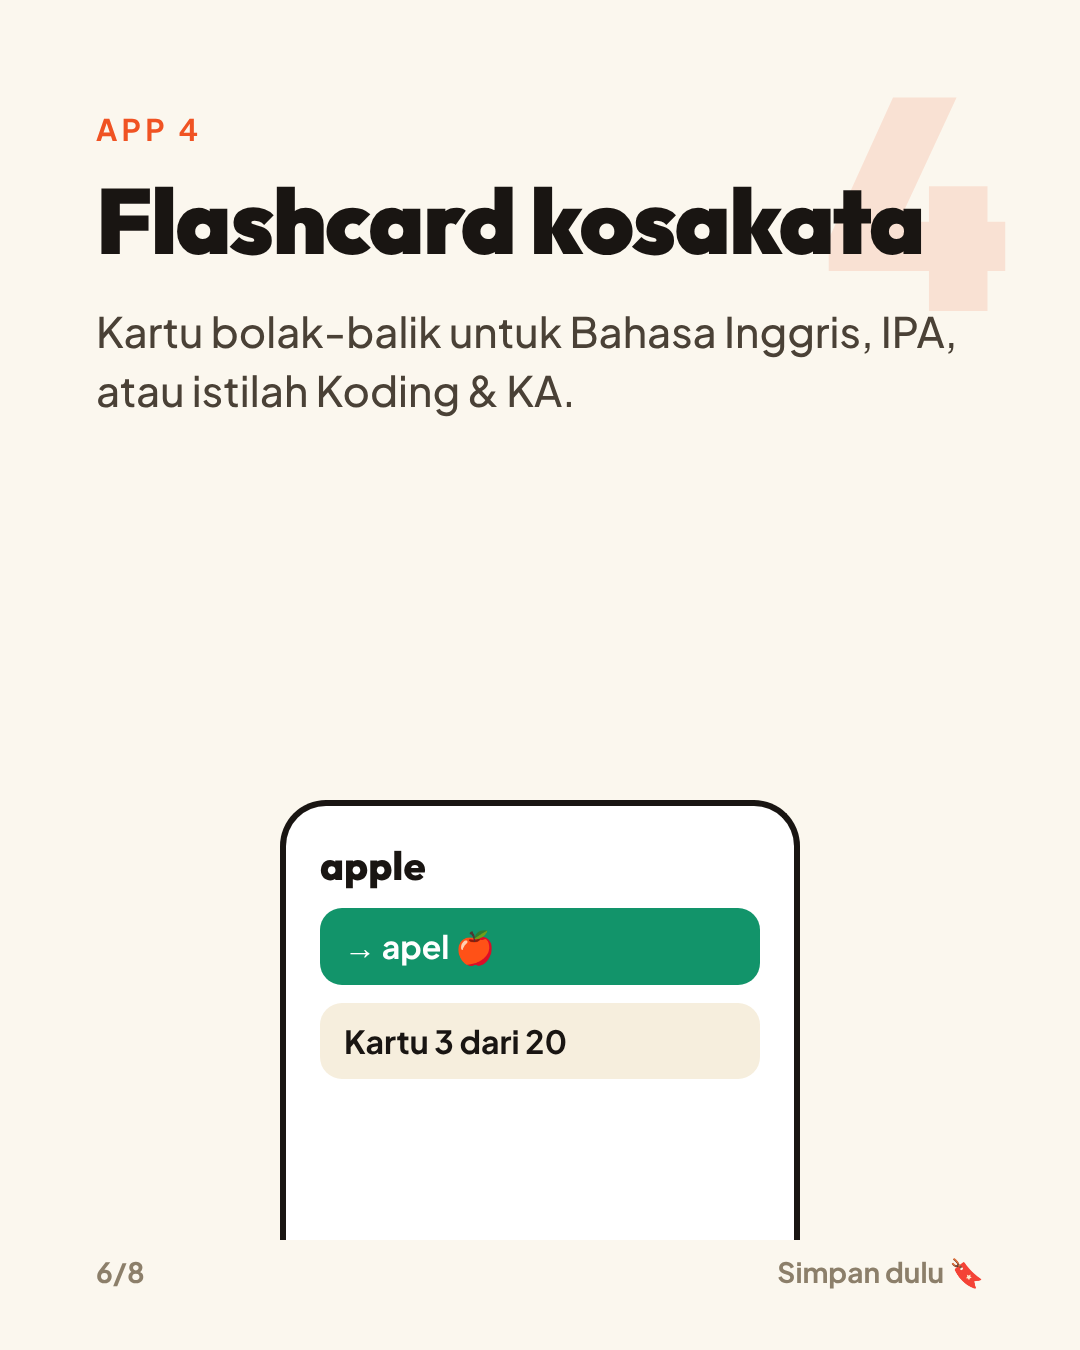 APP 4
4
Flashcard kosakata
Kartu bolak-balik untuk Bahasa Inggris, IPA,
atau istilah Koding & KA.
apple
→ apel 🍎
Kartu 3 dari 20
6/8
Simpan dulu 🔖